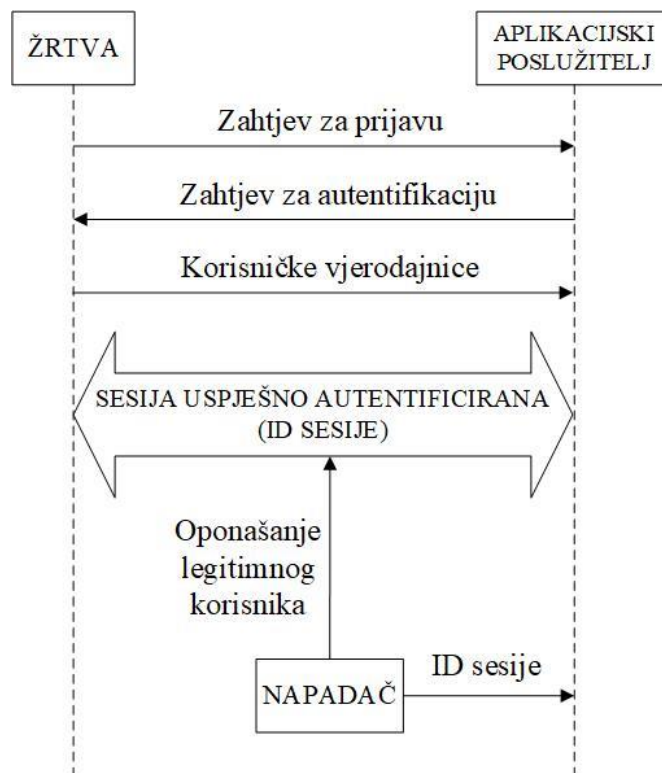 ŽRTVA
APLIKACIJSKI
POSLUŽITELJ
Zahtjev za prijavu
Zahtjev za autentifikaciju
Korisničke vjerodajnice
SESIJA USPJEŠNO AUTENTIFICIRANA
(ID SESIJE)
Oponašanje
legitimnog
korisnika
ID sesije
NAPADAČ